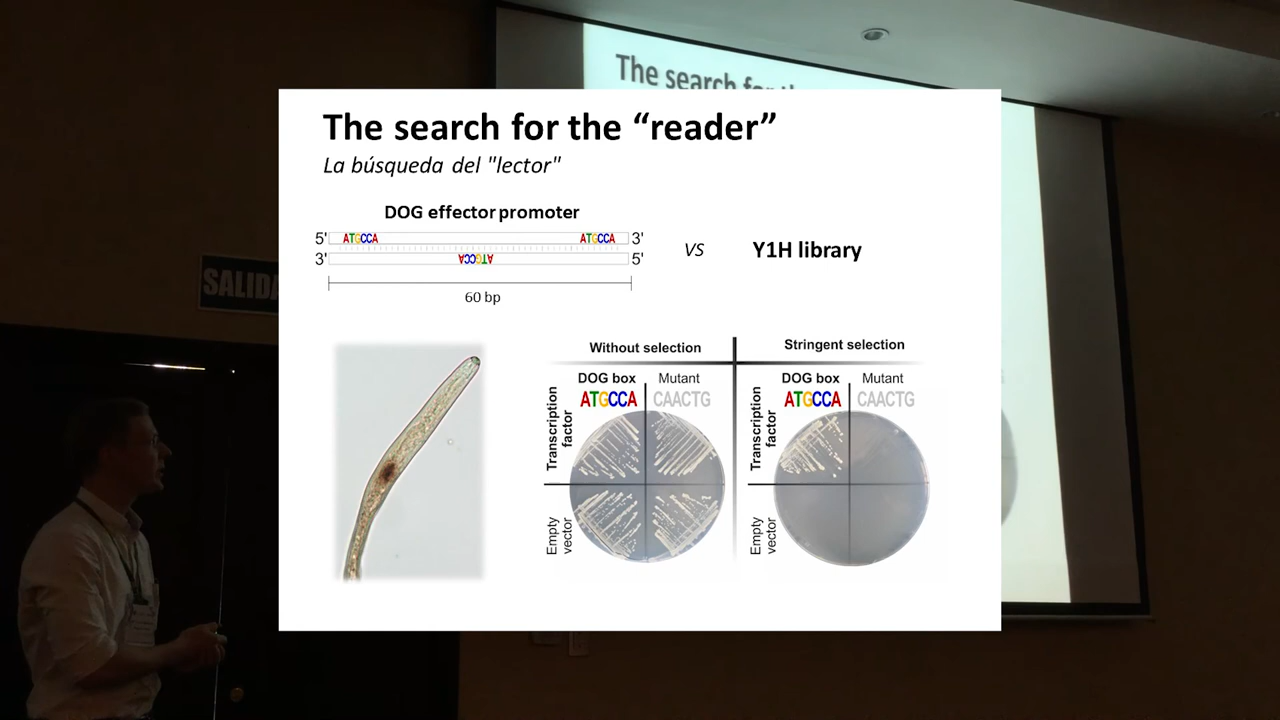 The search for
SALIDA
The search for the “reader”
La búsqueda del "lector"
DOG effector promoter
5' ATGCCA ATGCCA 3'
3' ATGCCA 5'
60 bp
VS
Y1H library
Without selection
DOG box
Mutant
ATGCCA
CAACTG
Transcription factor
Empty vector
Stringent selection
DOG box
Mutant
ATGCCA
CAACTG
Transcription factor
Empty vector